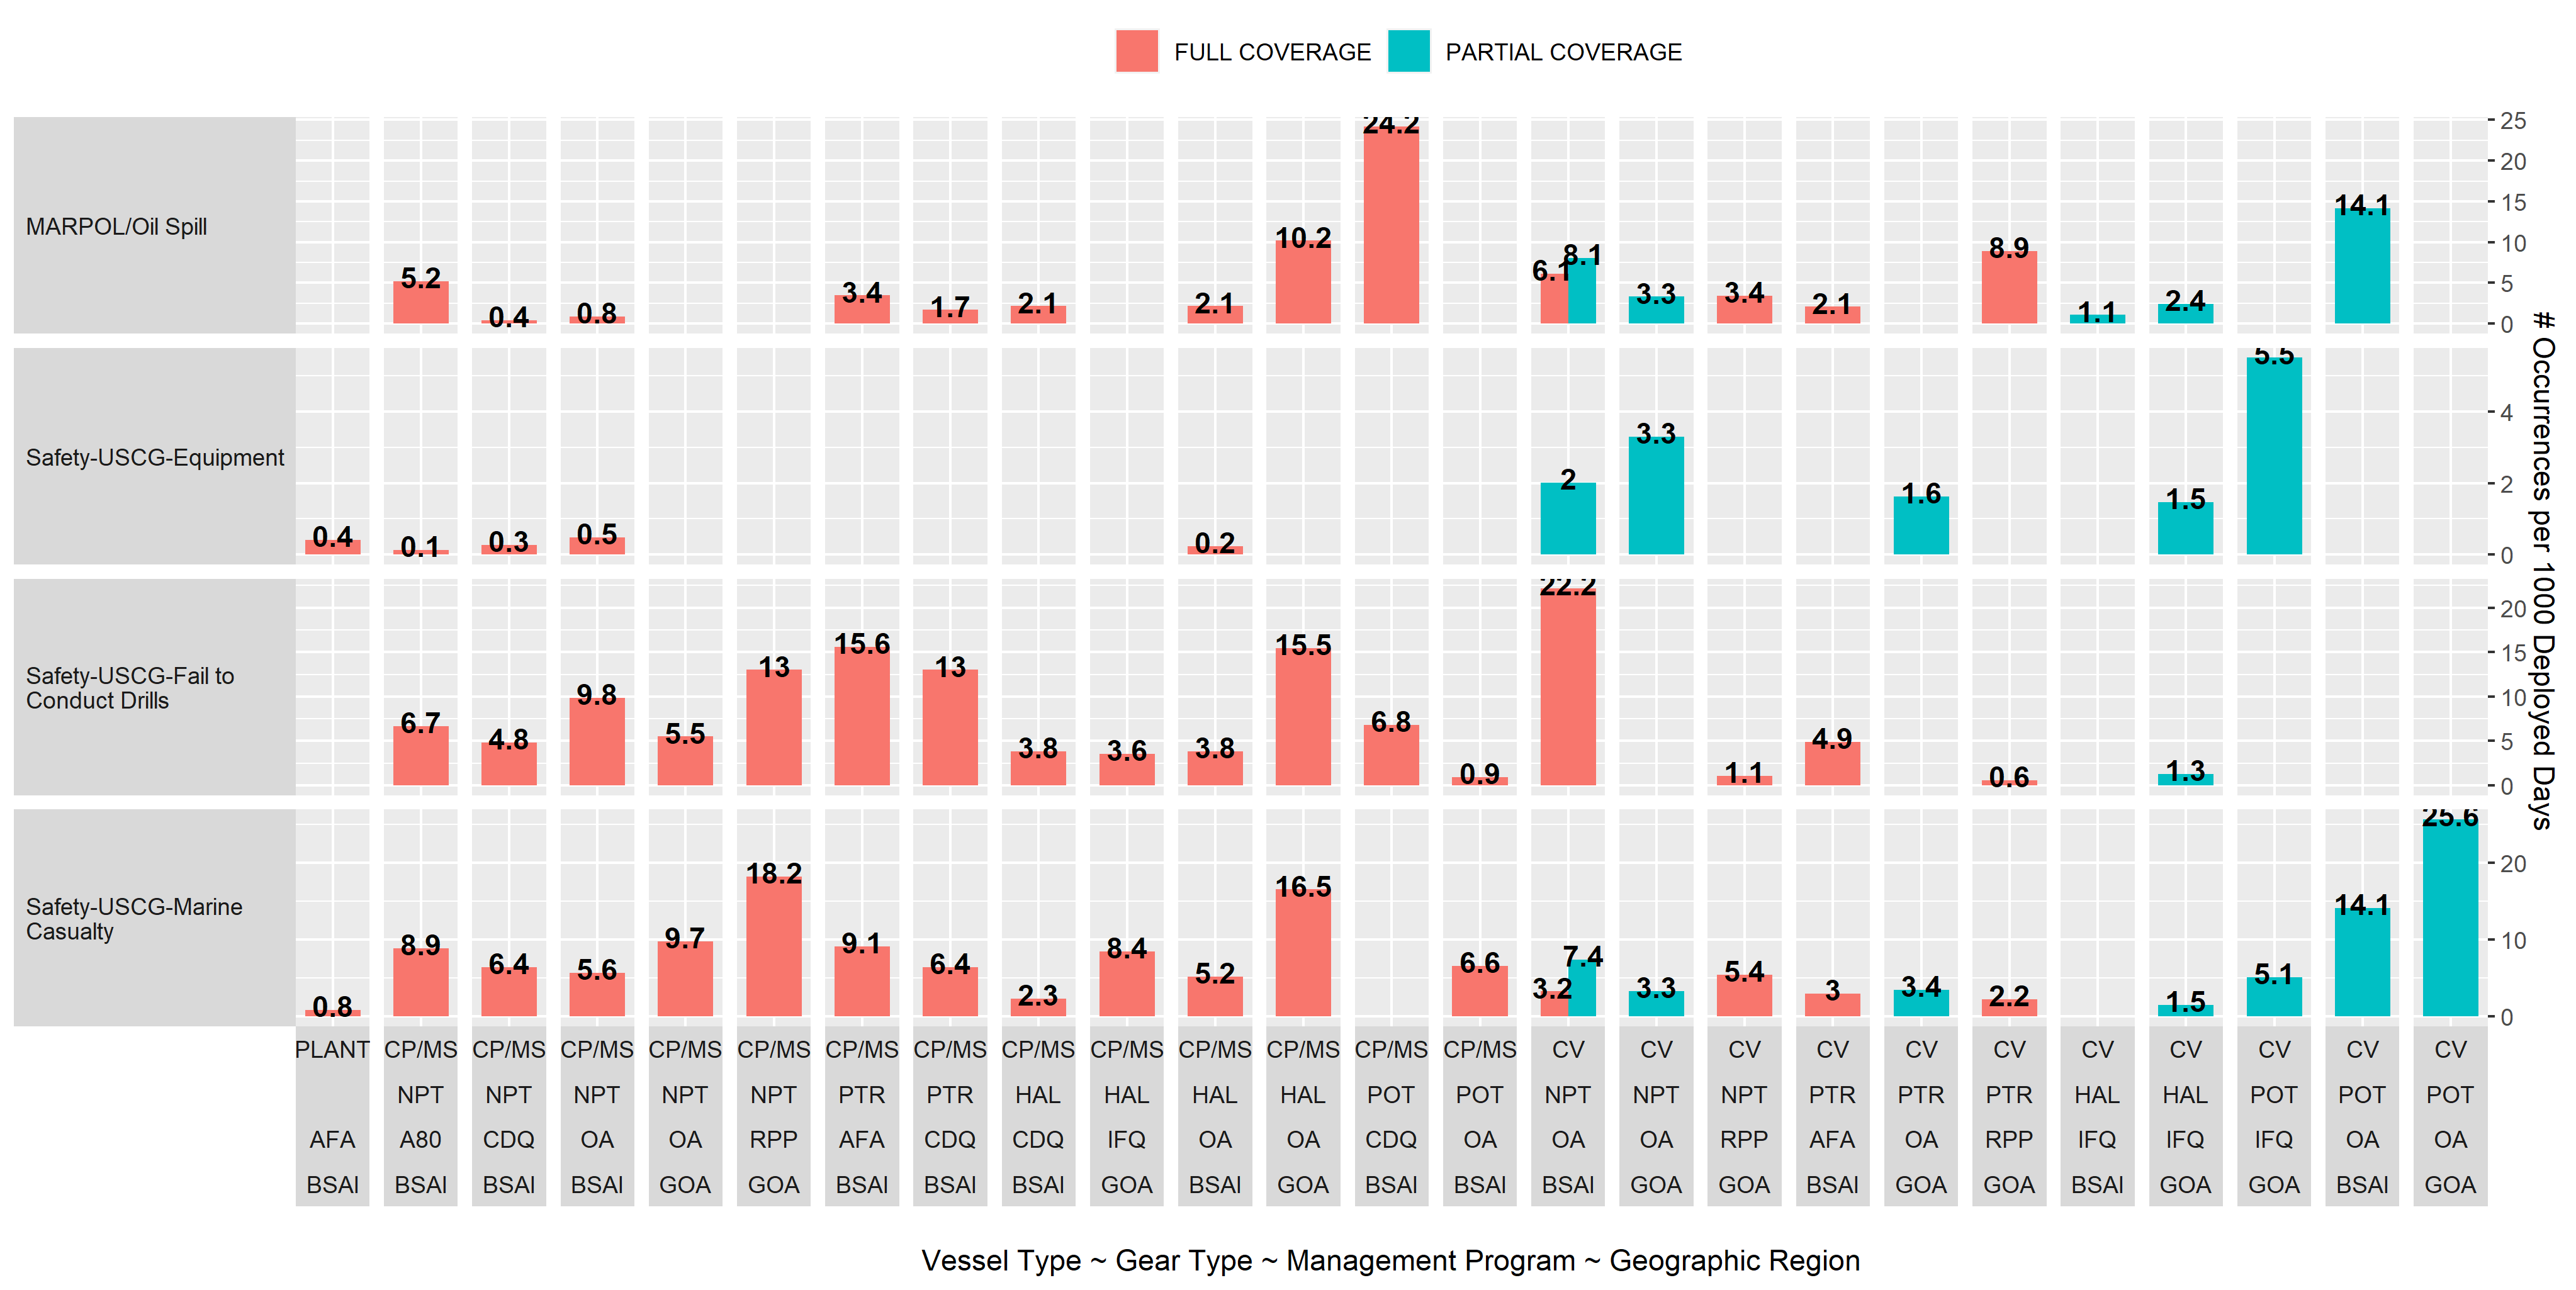 FULL COVERAGE PARTIAL COVERAGE
MARPOL/Oil Spill
5.2 0.4 0.8 3.4 1.7 2.1 2.1 10.2 24.2 6.1 8.1 3.3 3.4 2.1 8.9 1.1 2.4 14.1
25
20
15
10
5
0
Safety-USCG-Equipment
0.4 0.1 0.3 0.5 0.2 2 3.3 1.6 1.5 5.5
4
2
0
Safety-USCG-Fail to
Conduct Drills
6.7 4.8 9.8 5.5 13 15.6 13 3.8 3.6 3.8 15.5 6.8 0.9 22.2 1.1 4.9 0.6 1.3
20
15
10
5
0
Safety-USCG-Marine
Casualty
0.8 8.9 6.4 5.6 9.7 18.2 9.1 6.4 2.3 8.4 5.2 16.5 6.6 3.2 7.4 3.3 5.4 3 3.4 2.2 1.5 5.1 14.1 25.6
20
10
0
# Occurrences per 1000 Deployed Days
PLANT CP/MS CP/MS CP/MS CP/MS CP/MS CP/MS CP/MS CP/MS CP/MS CP/MS CP/MS CP/MS CP/MS CV CV CV CV CV CV CV CV CV CV CV
NPT NPT NPT NPT NPT PTR PTR HAL HAL HAL HAL POT POT NPT NPT NPT PTR PTR PTR HAL HAL POT POT POT
AFA A80 CDQ OA OA RPP AFA CDQ CDQ IFQ OA OA CDQ OA OA OA RPP AFA OA RPP IFQ IFQ IFQ OA OA
BSAI BSAI BSAI BSAI GOA GOA BSAI BSAI BSAI GOA BSAI GOA BSAI BSAI BSAI GOA GOA BSAI GOA GOA BSAI GOA GOA BSAI GOA
Vessel Type ~ Gear Type ~ Management Program ~ Geographic Region